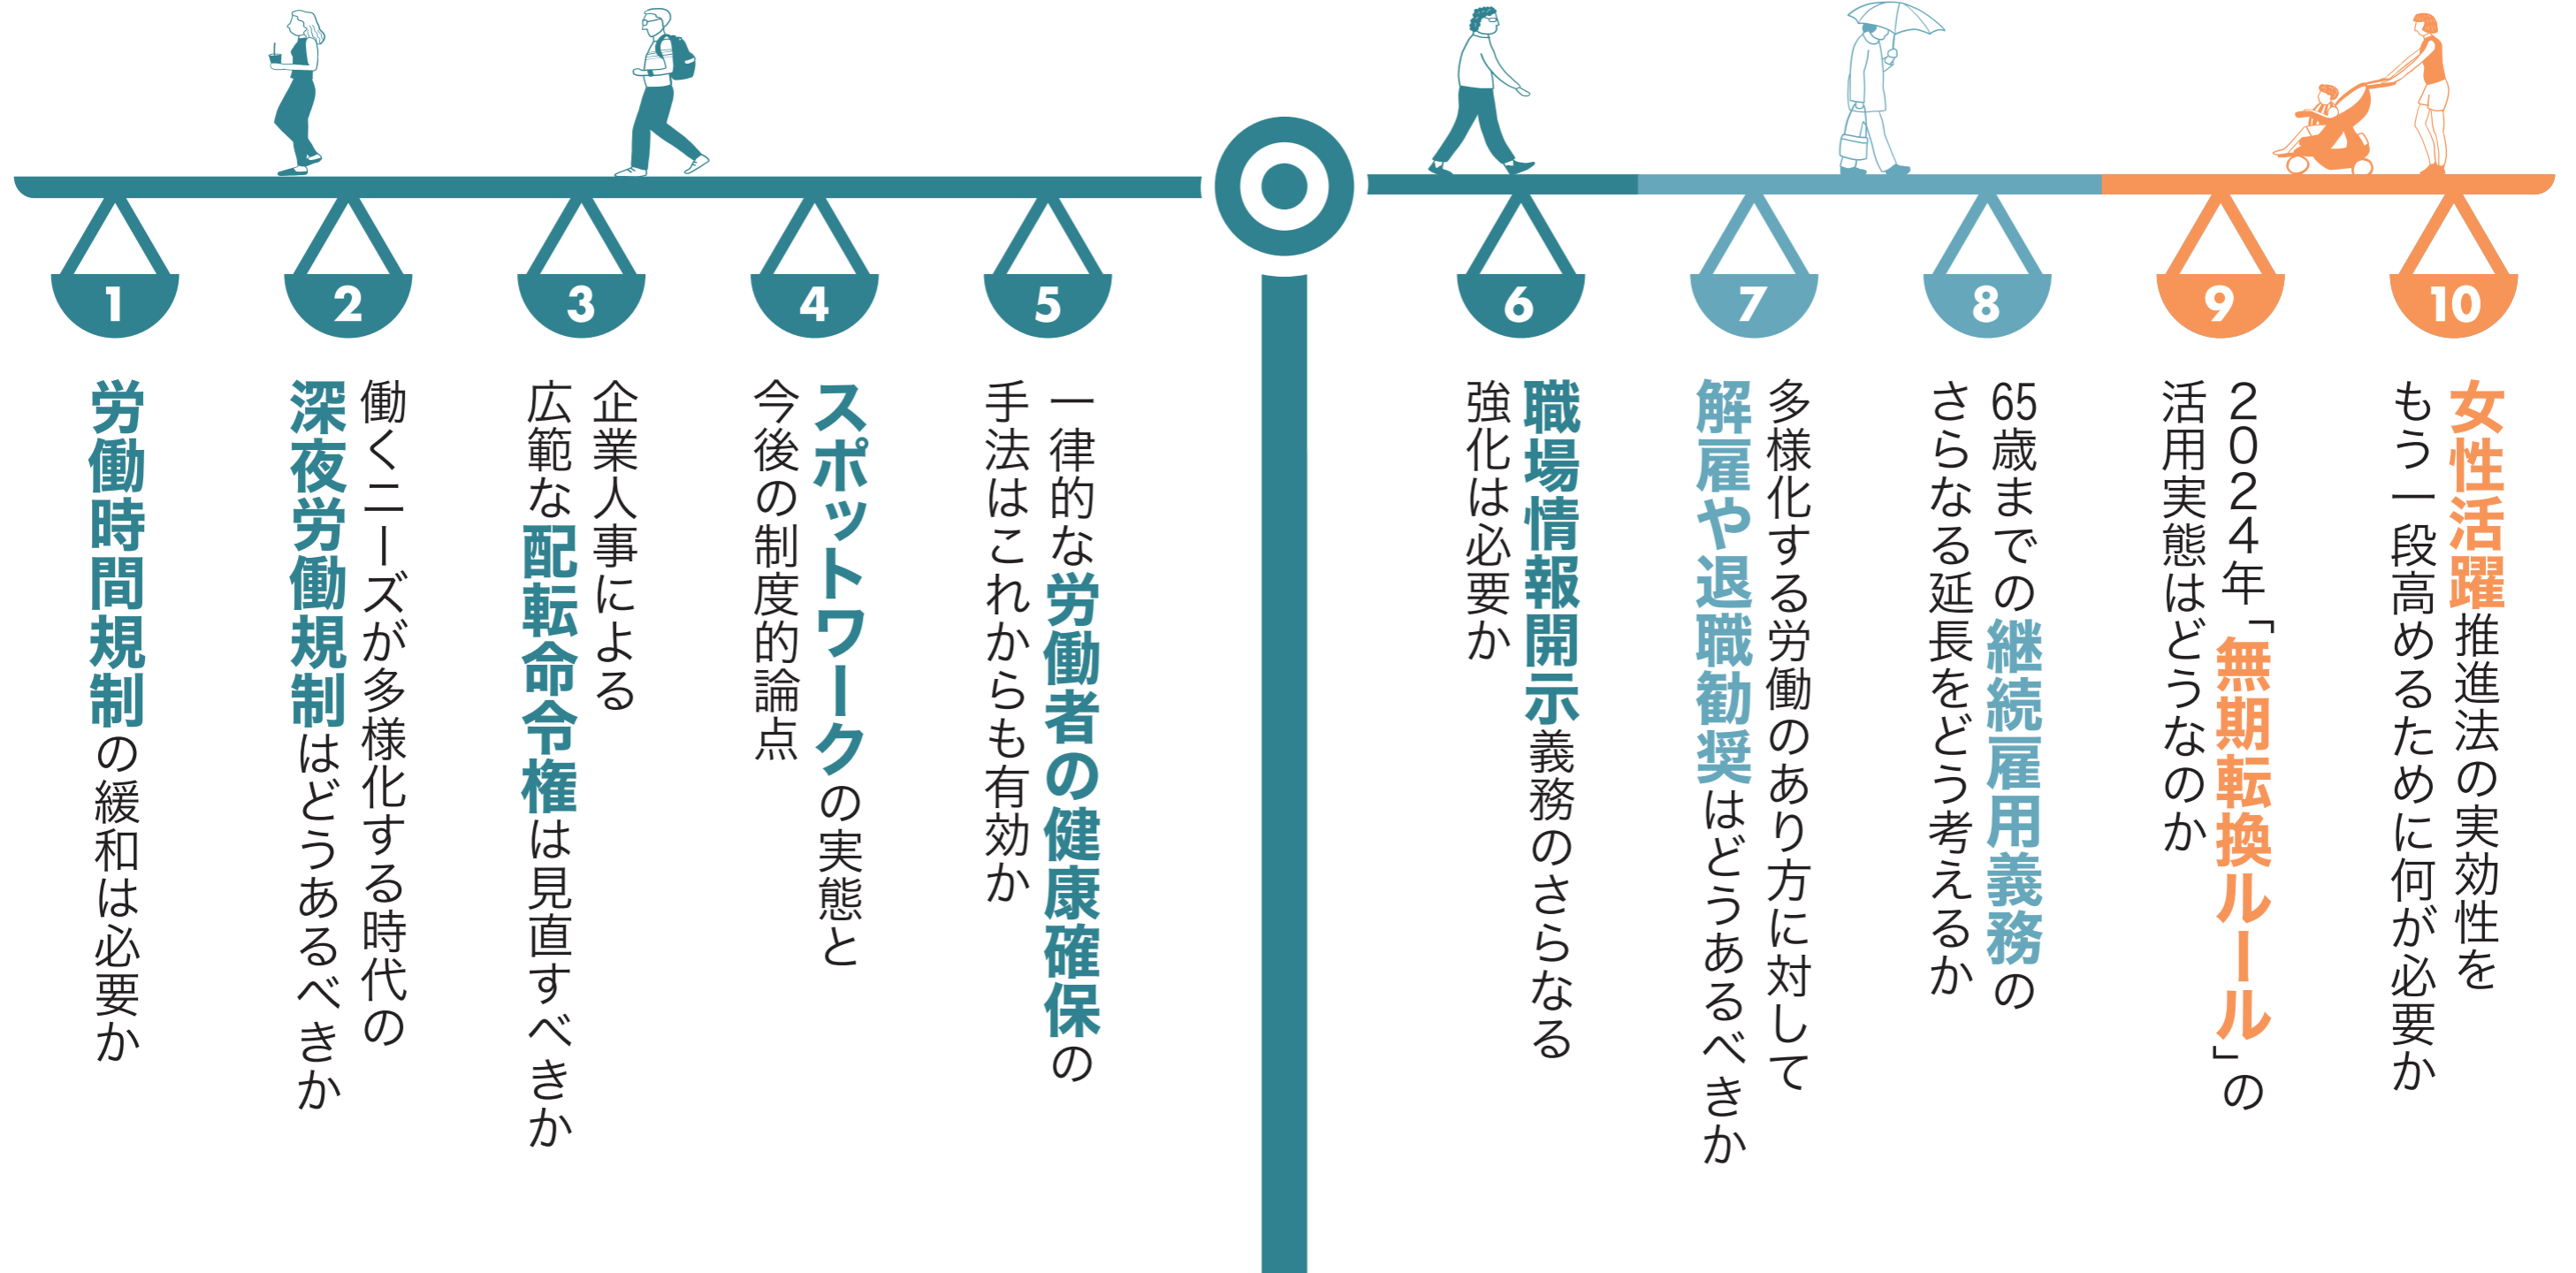 1
労働時間規制の緩和は必要か
2
働くニーズが多様化する時代の
深夜労働規制はどうあるべきか
3
企業人事による
広範な配転命令権は見直すべきか
4
スポットワークの実態と
今後の制度的論点
5
一律的な労働者の健康確保の
手法はこれからも有効か
6
職場情報開示義務のさらなる
強化は必要か
7
多様化する労働のあり方に対して
解雇や退職勧奨はどうあるべきか
8
65歳までの継続雇用義務の
さらなる延長をどう考えるか
9
２０２４年「無期転換ルール」の
活用実態はどうなのか
10
女性活躍推進法の実効性を
もう一段高めるために何が必要か